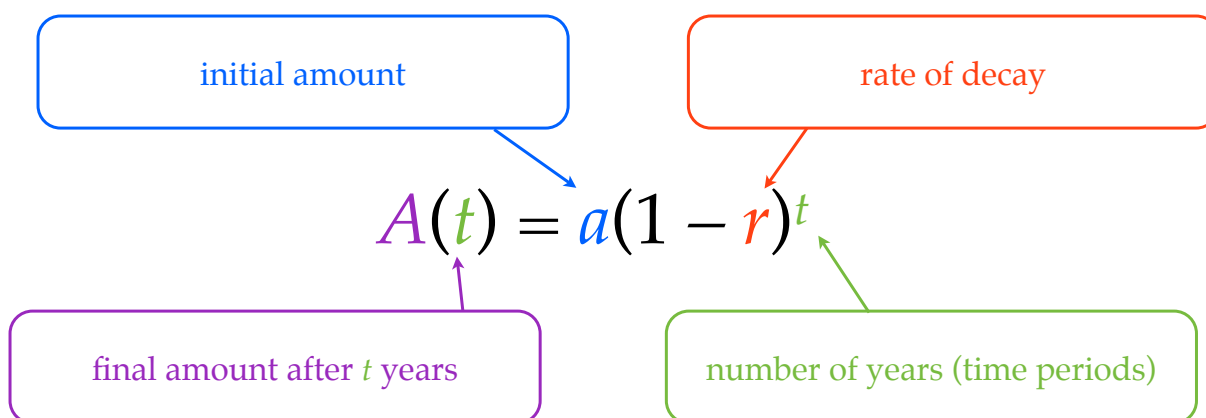 initial amount
rate of decay
A(t) = a(1 – r)^t
final amount after t years
number of years (time periods)